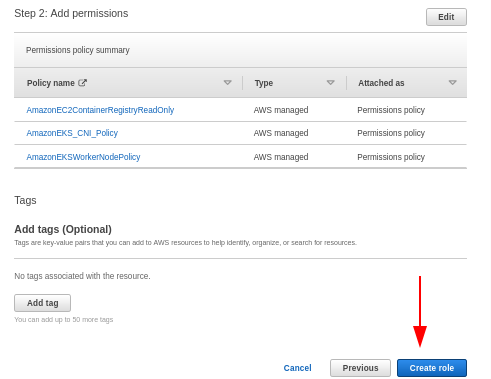 Step 2: Add permissions
Edit
Permissions policy summary
Policy name Type Attached as
AmazonEC2ContainerRegistryReadOnly AWS managed Permissions policy
AmazonEKS_CNI_Policy AWS managed Permissions policy
AmazonEKSWorkerNodePolicy AWS managed Permissions policy
Tags
Add tags (Optional)
Tags are key-value pairs that you can add to AWS resources to help identify, organize, or search for resources.
No tags associated with the resource.
Add tag
You can add up to 50 more tags
Cancel Previous Create role